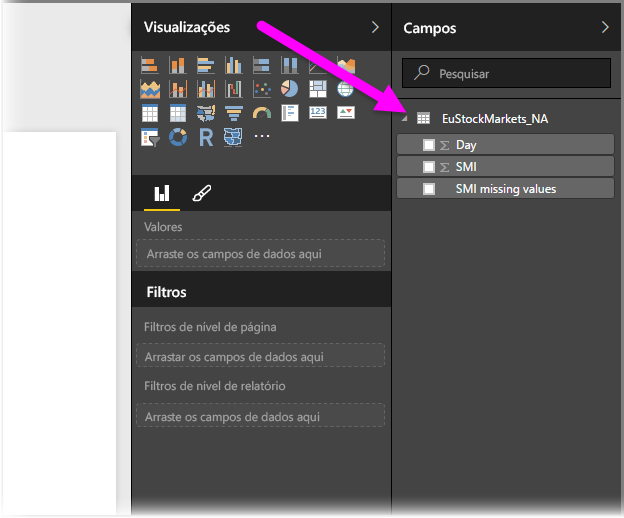 Visualizações
Campos
Pesquisar
EuStockMarkets_NA
Σ Day
Σ SMI
SMI missing values
R
123
...
Valores
Arraste os campos de dados aqui
Filtros
Filtros de nível de página
Arrastar os campos de dados aqui
Filtros de nível de relatório
Arraste os campos de dados aqui